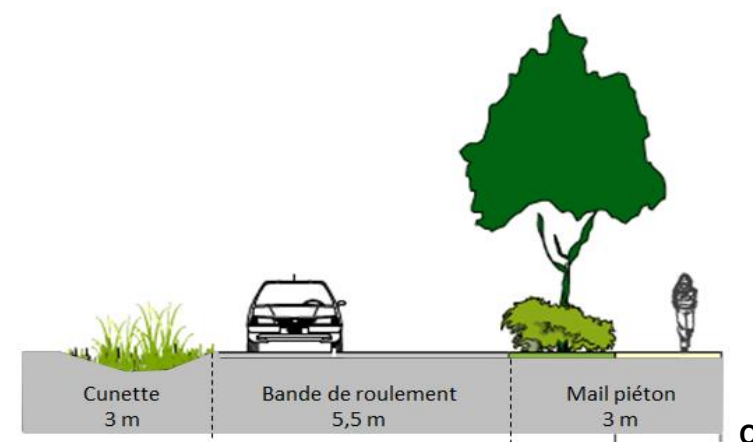 Cunette
3 m
Bande de roulement
5,5 m
Mail piéton
3 m